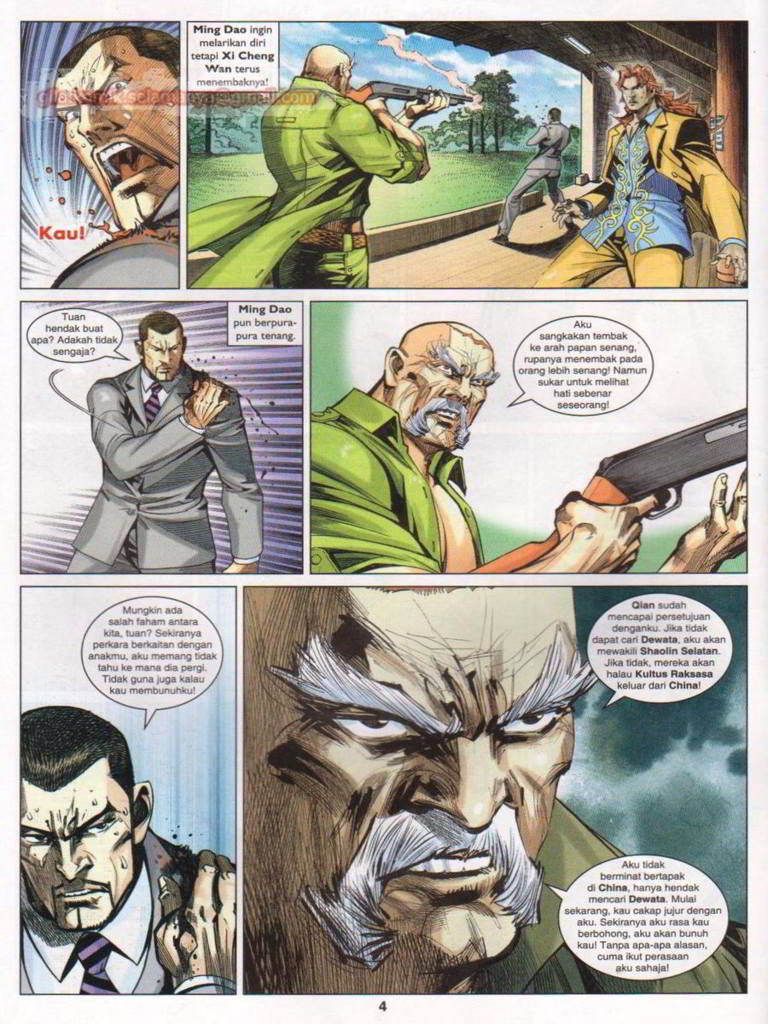 Kau!
Ming Dao ingin
melarikan diri
tetapi Xi Cheng
Wan terus
menembaknya!
Tuan
hendak buat
apa? Adakah tidak
sengaja?
Ming Dao
pun berpura-
pura tenang.
Aku
sangkakan tembak
ke arah papan senang,
rupanya menembak pada
orang lebih senang! Namun
sukar untuk melihat
hati sebenar
seseorang!
Mungkin ada
salah faham antara
kita, tuan? Sekiranya
perkara berkaitan dengan
anakmu, aku memang tidak
tahu ke mana dia pergi.
Tidak guna juga kalau
kau membunuhku!
Qian sudah
mencapai persetujuan
denganku. Jika tidak
dapat cari Dewata, aku akan
mewakili Shaolin Selatan.
Jika tidak, mereka akan
halau Kultus Raksasa
keluar dari China!
Aku tidak
berminat bertapak
di China, hanya hendak
mencari Dewata. Mulai
sekarang, kau cakap jujur dengan
aku. Sekiranya aku rasa kau
berbohong, aku akan bunuh
kau! Tanpa apa-apa alasan,
cuma ikut perasaan
aku sahaja!
4